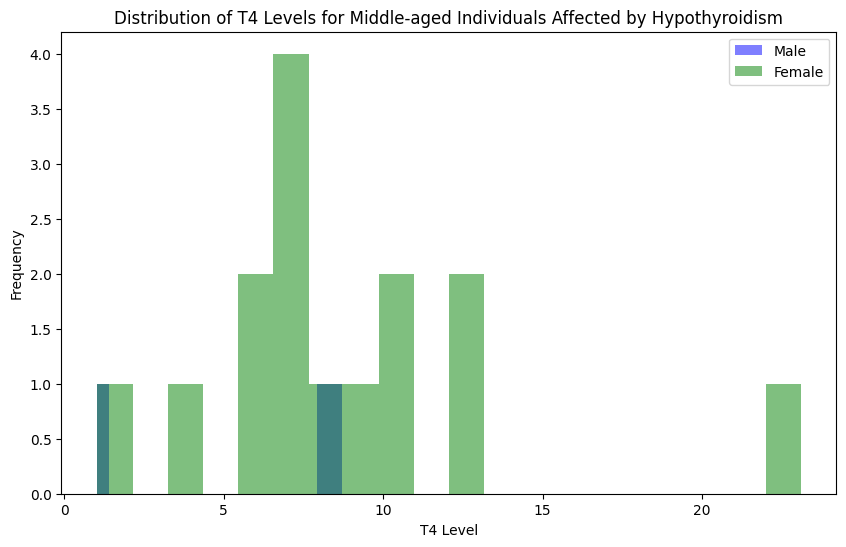 Distribution of T4 Levels for Middle-aged Individuals Affected by Hypothyroidism
Male
Female
4.0
3.5
3.0
2.5
2.0
1.5
1.0
0.5
0.0
Frequency
0
5
10
15
20
T4 Level